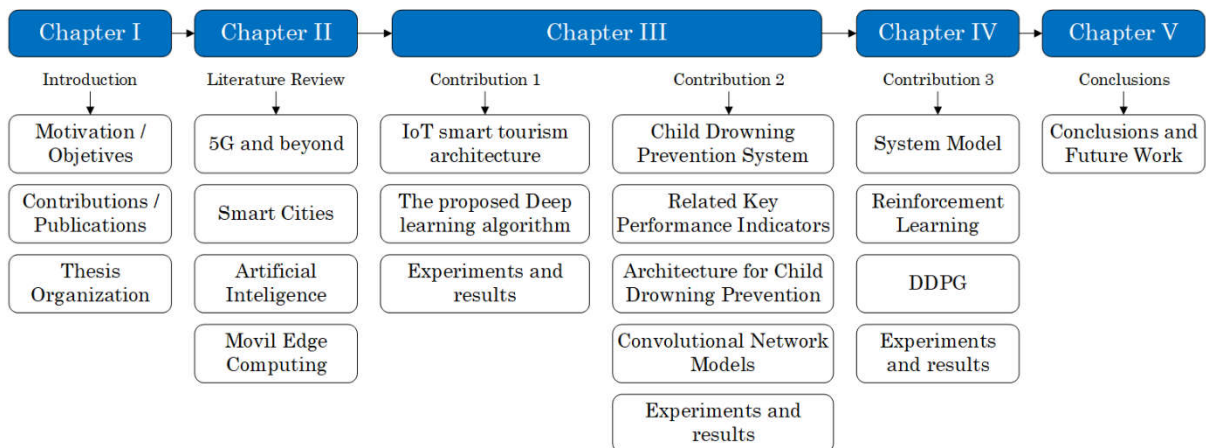 Chapter I
Chapter II
Chapter III
Chapter IV
Chapter V
Introduction
Literature Review
Contribution 1
Contribution 2
Contribution 3
Conclusions
Motivation /
Objetives
Contributions /
Publications
Thesis
Organization
5G and beyond
Smart Cities
Artificial
Inteligence
Movil Edge
Computing
IoT smart tourism
architecture
The proposed Deep
learning algorithm
Experiments and
results
Child Drowning
Prevention System
Related Key
Performance Indicators
Architecture for Child
Drowning Prevention
Convolutional Network
Models
Experiments and
results
System Model
Reinforcement
Learning
DDPG
Experiments
and results
Conclusions and
Future Work